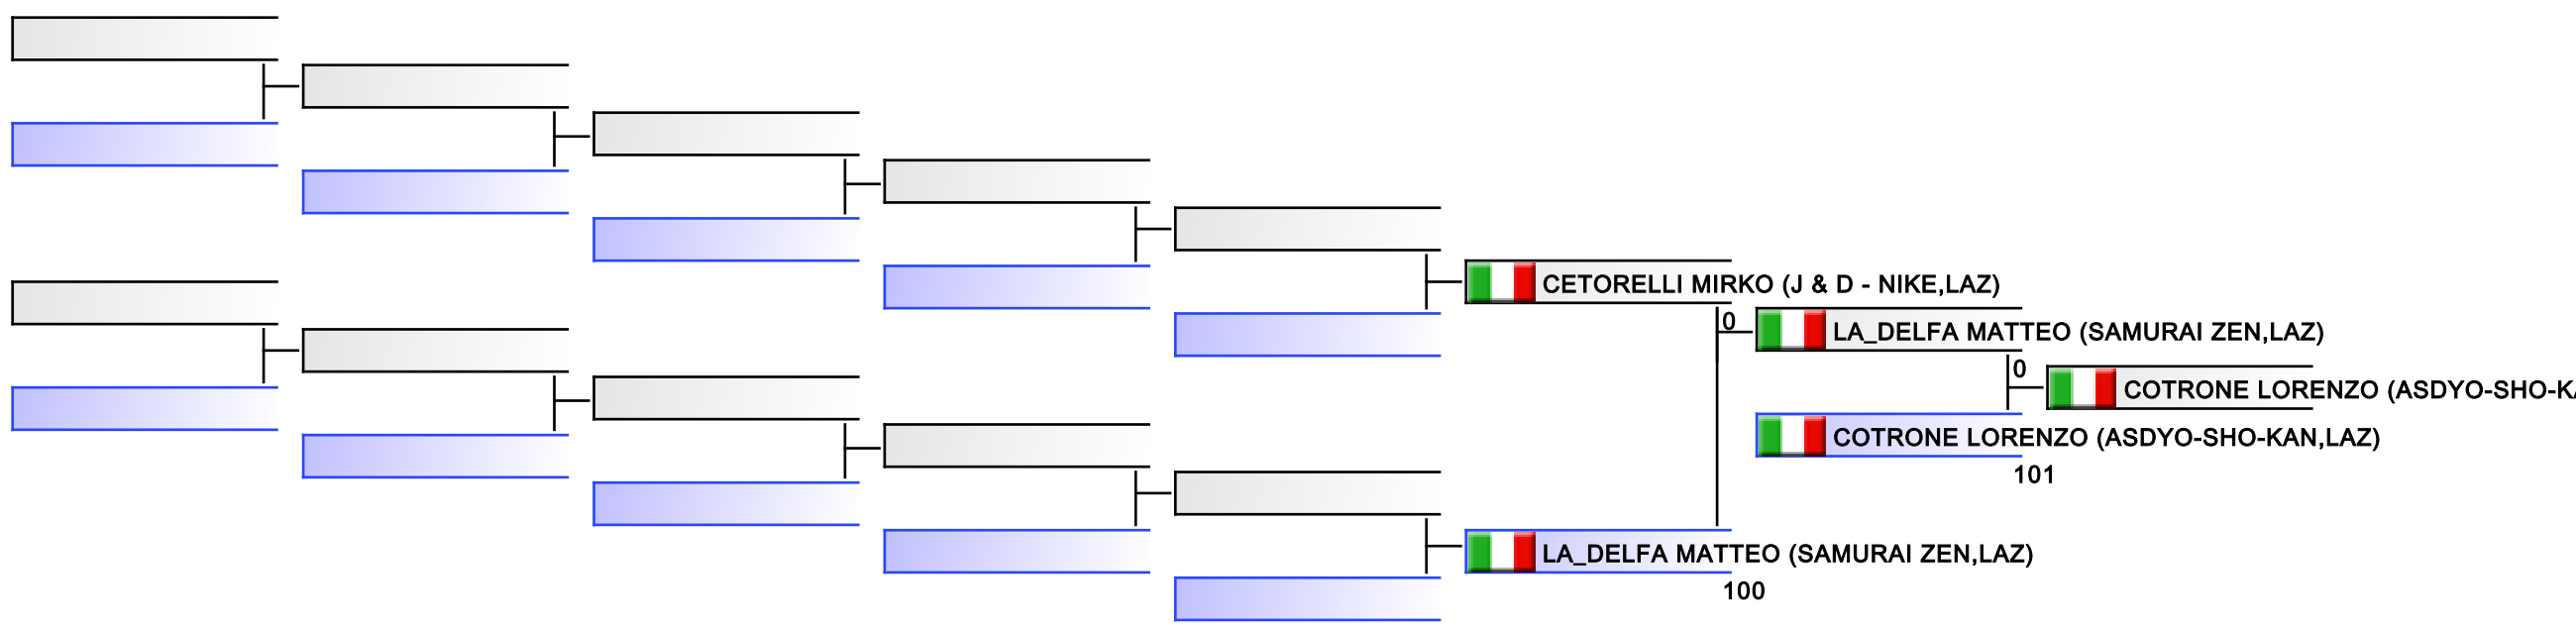 CETORELLI MIRKO (J & D - NIKE,LAZ)
0
LA_DELFA MATTEO (SAMURAI ZEN,LAZ)
0
COTRONE LORENZO (ASDYO-SHO-KA
COTRONE LORENZO (ASDYO-SHO-KAN,LAZ)
101
LA_DELFA MATTEO (SAMURAI ZEN,LAZ)
100